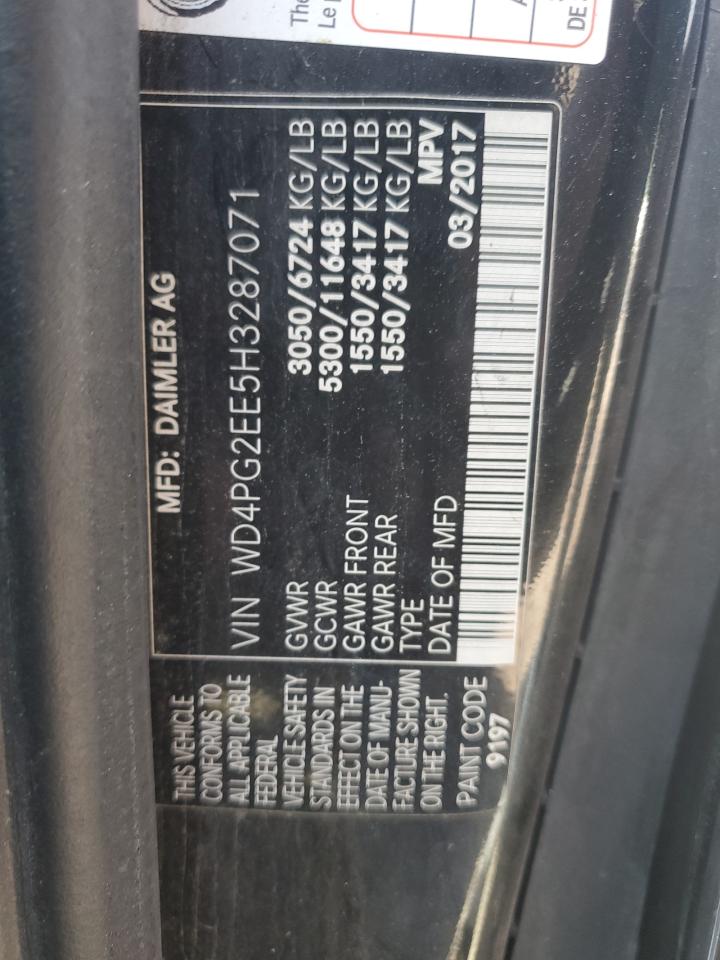 MFD: DAIMLER AG
VIN WD4PG2EE5H3287071
GVWR 3050/6724 KG/LB
GCWR 5300/11648 KG/LB
GAWR FRONT 1550/3417 KG/LB
GAWR REAR 1550/3417 KG/LB
TYPE MPV
DATE OF MFD 03/2017
THIS VEHICLE
CONFORMS TO
ALL APPLICABLE
FEDERAL
VEHICLE SAFETY
STANDARDS IN
EFFECT ON THE
DATE OF MANU-
FACTURE SHOWN
ON THE RIGHT.
PAINT CODE
9197
The
Le
DE